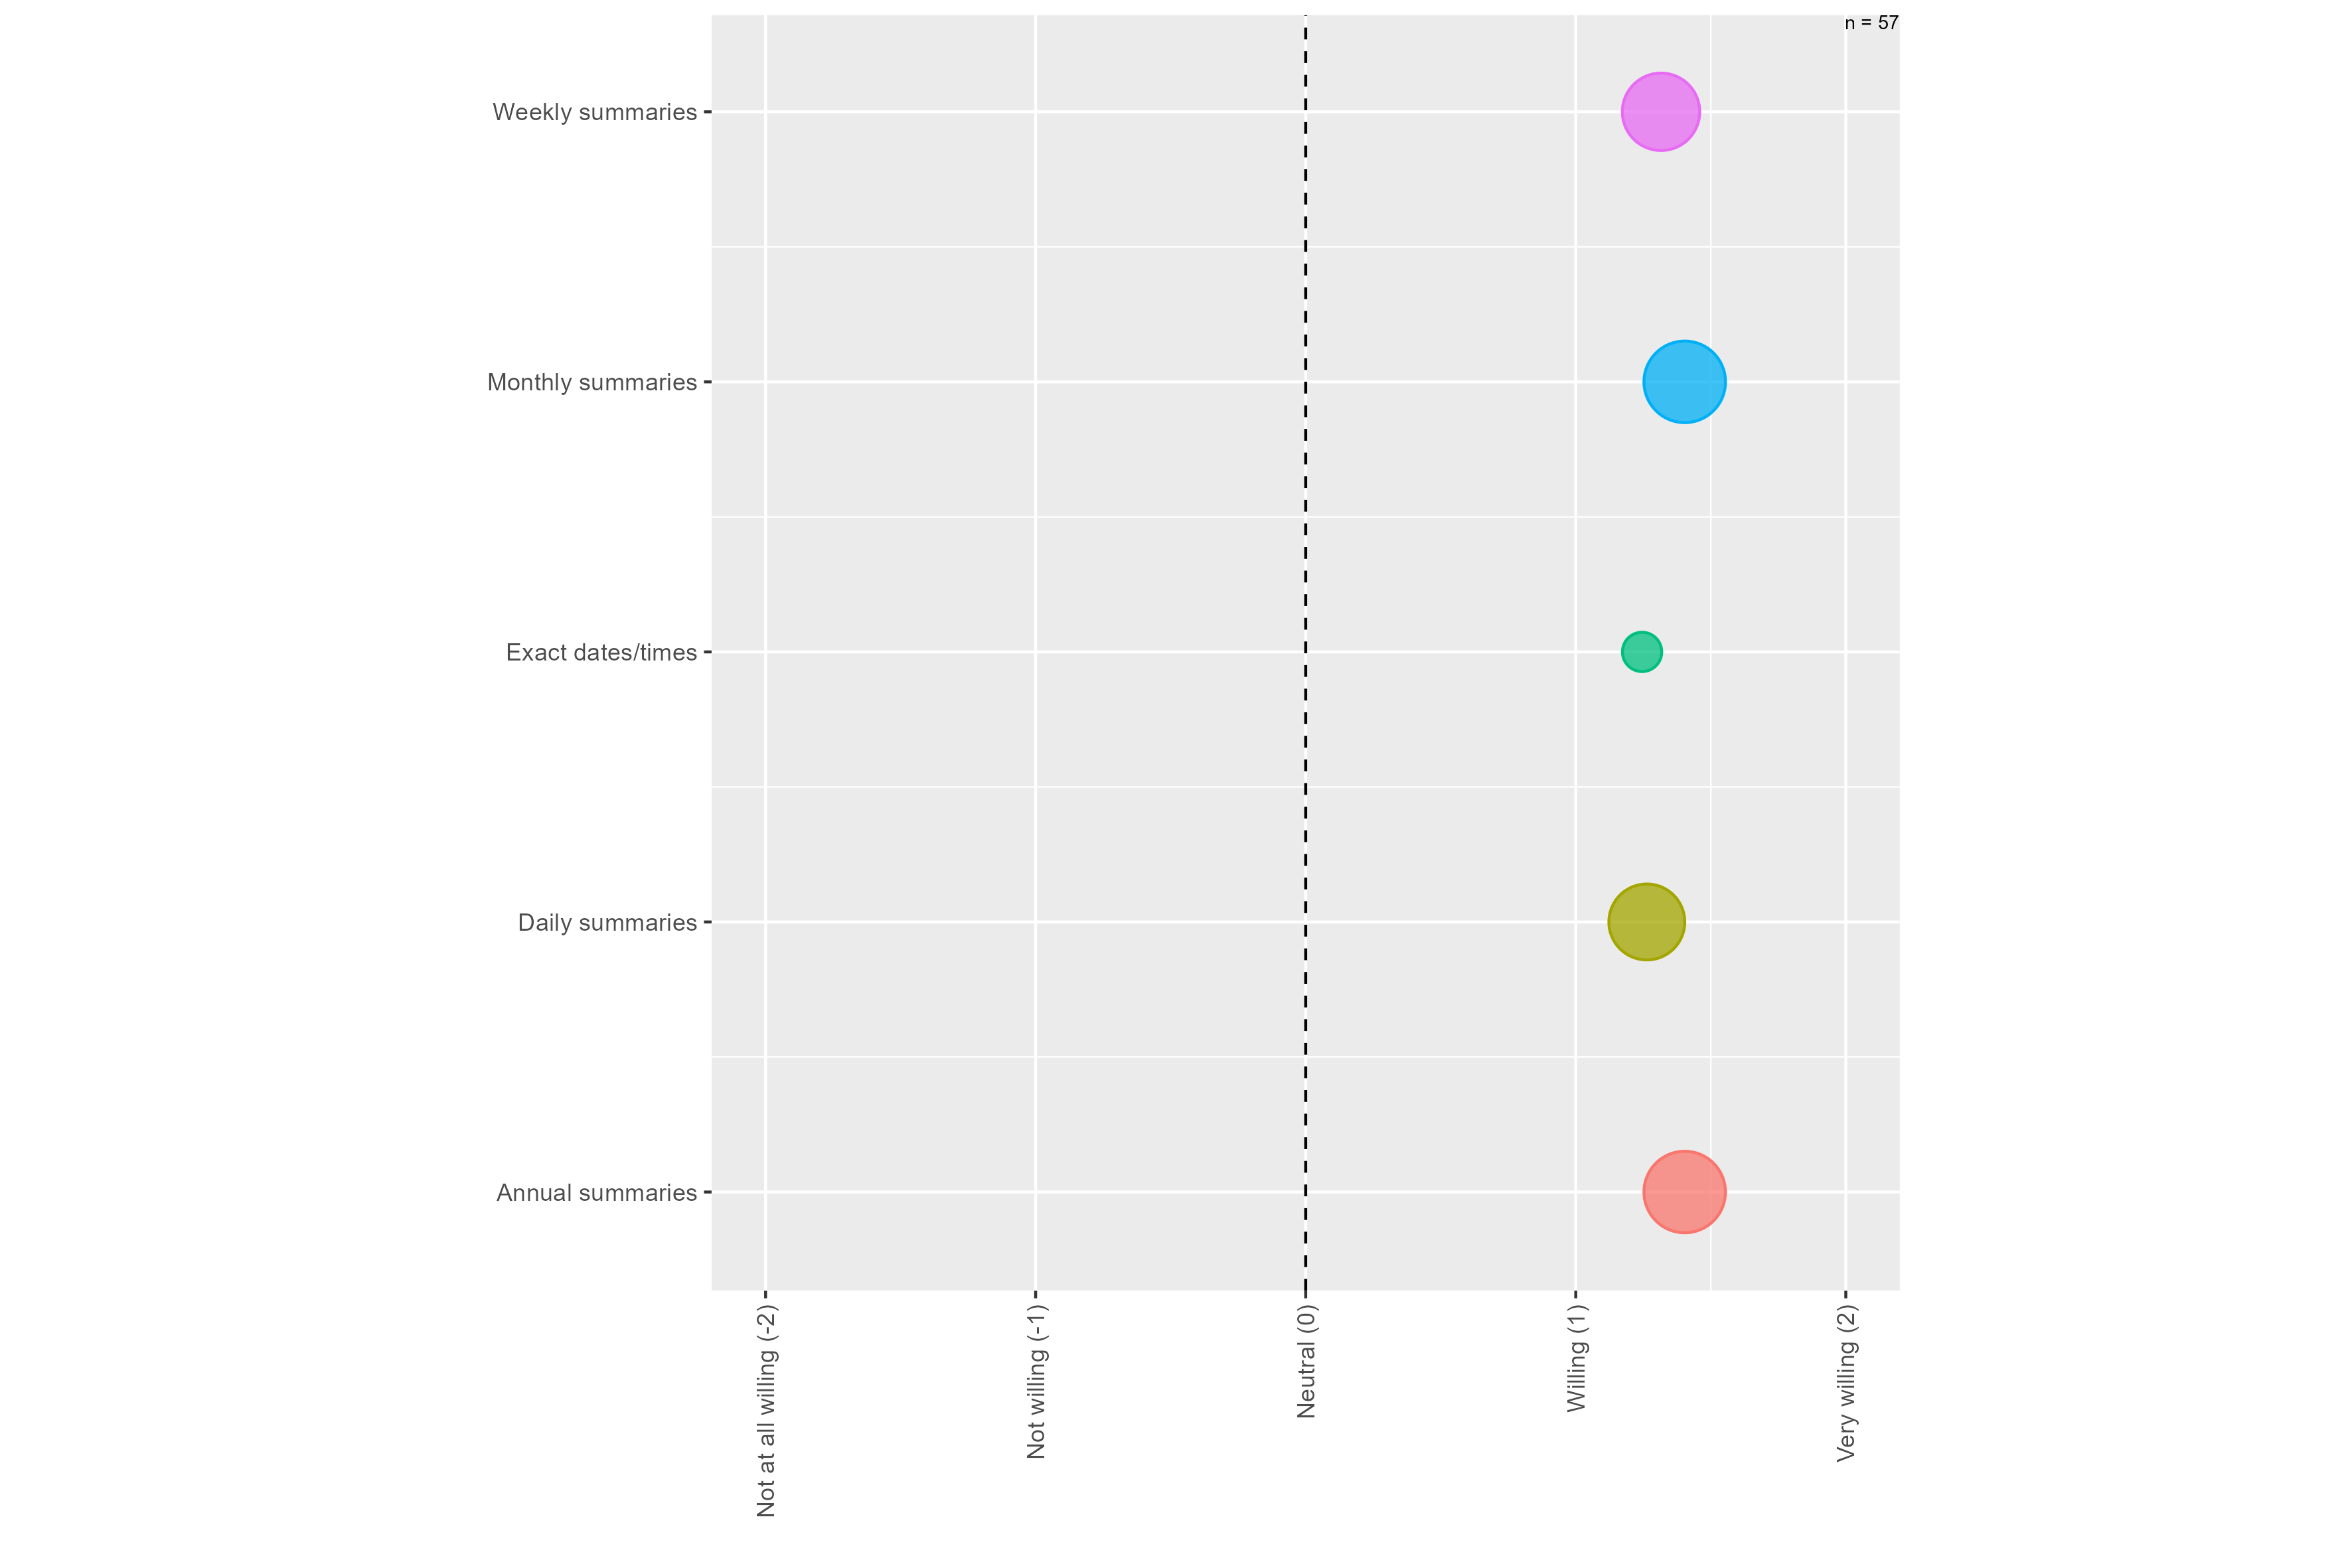 n = 57
Weekly summaries
Monthly summaries
Exact dates/times
Daily summaries
Annual summaries
Not at all willing (-2)
Not willing (-1)
Neutral (0)
Willing (1)
Very willing (2)